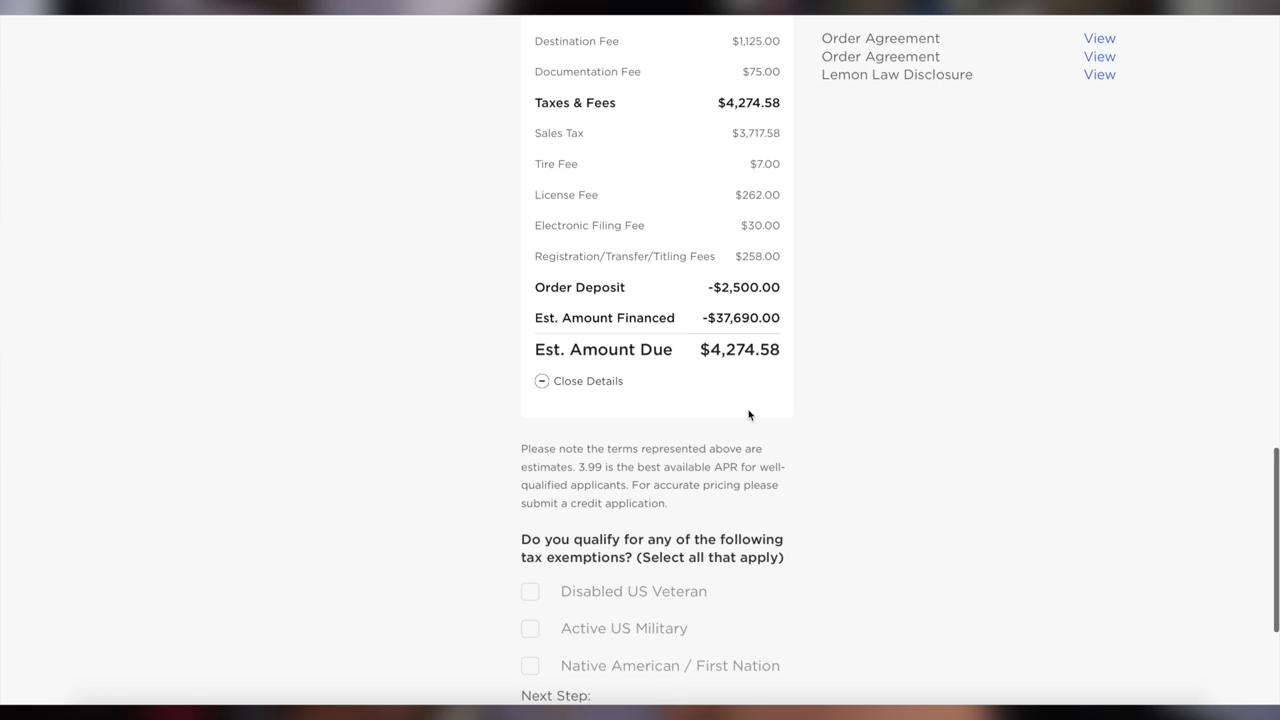 Destination Fee $1,125.00
Documentation Fee $75.00
Taxes & Fees $4,274.58
Sales Tax $3,717.58
Tire Fee $7.00
License Fee $262.00
Electronic Filing Fee $30.00
Registration/Transfer/Titling Fees $258.00
Order Deposit -$2,500.00
Est. Amount Financed -$37,690.00
Est. Amount Due $4,274.58
Close Details
Please note the terms represented above are
estimates. 3.99 is the best available APR for well-
qualified applicants. For accurate pricing please
submit a credit application.
Do you qualify for any of the following
tax exemptions? (Select all that apply)
Disabled US Veteran
Active US Military
Native American / First Nation
Next Step:
Order Agreement View
Order Agreement View
Lemon Law Disclosure View